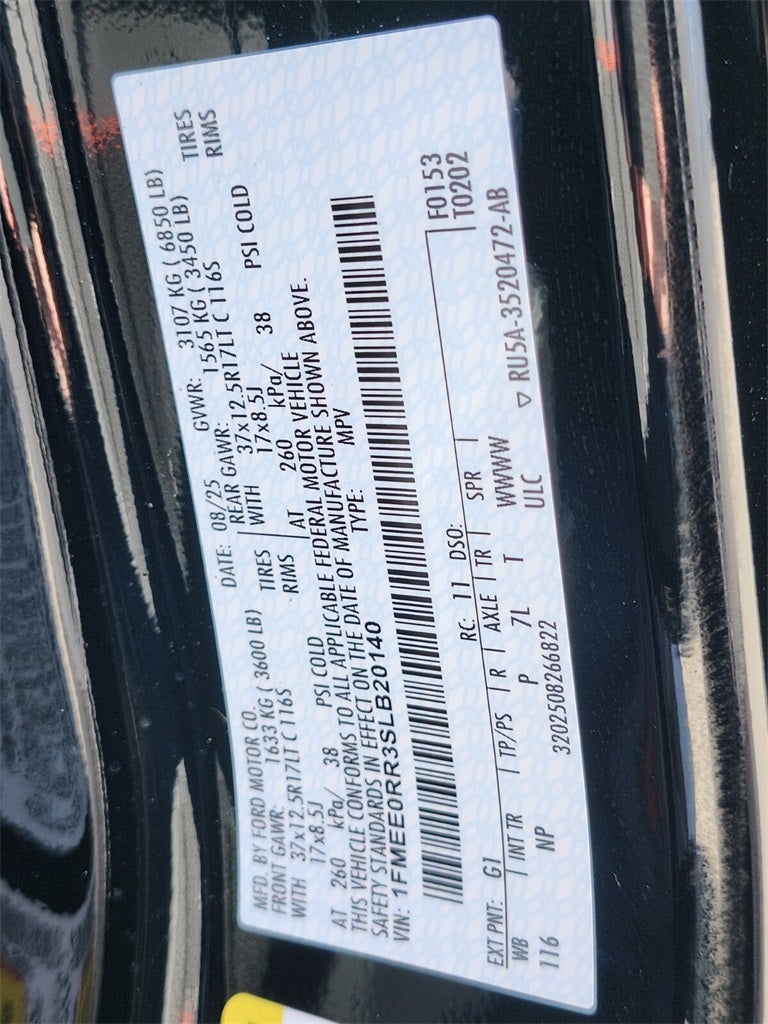 MFD. BY FORD MOTOR CO.
DATE: 08/25 GVWR: 3107 KG ( 6850 LB)
FRONT GAWR: 1633 KG ( 3600 LB) REAR GAWR: 1565 KG ( 3450 LB)
WITH 37x12.5R17LT C 116S TIRES WITH 37x12.5R17LT C 116S TIRES
17x8.5J RIMS 17x8.5J RIMS
AT 260 kPa/ 38 PSI COLD AT 260 kPa/ 38 PSI COLD
THIS VEHICLE CONFORMS TO ALL APPLICABLE FEDERAL MOTOR VEHICLE
SAFETY STANDARDS IN EFFECT ON THE DATE OF MANUFACTURE SHOWN ABOVE.
VIN: 1FMEE0RR3SLB20140 TYPE: MPV
F0153
T0202
EXT PNT: G1 RC: 11 DSO:
WB | INT TR | TP/PS | R | AXLE | TR | SPR
116 NP P 7L T WWWW
ULC
3202508266822
▽ RU5A-3520472-AB